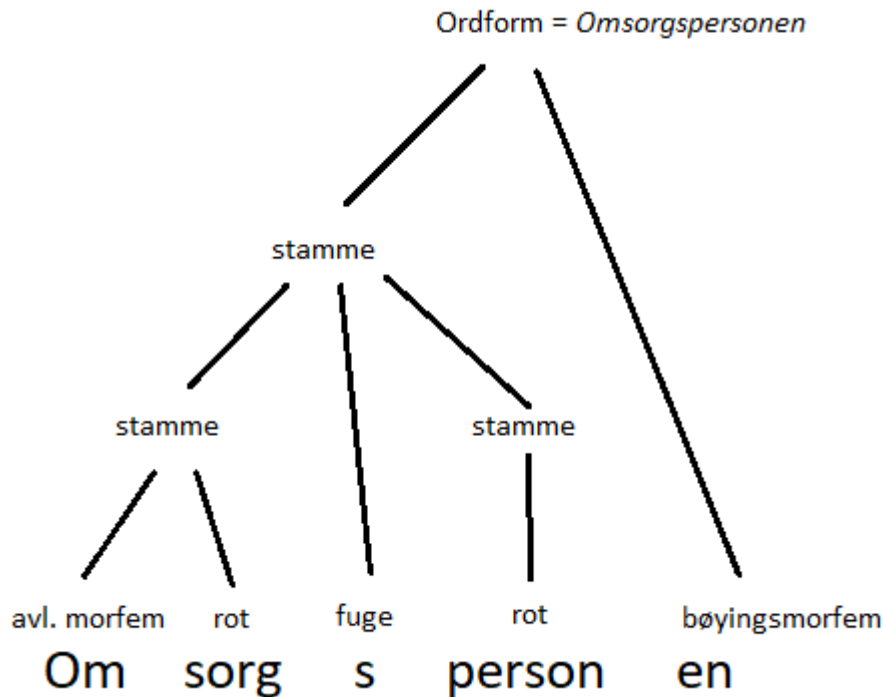 Ordform = Omsorgspersonen
stamme
stamme stamme
avl. morfem rot fuge rot bøyingsmorfem
Om sorg s person en